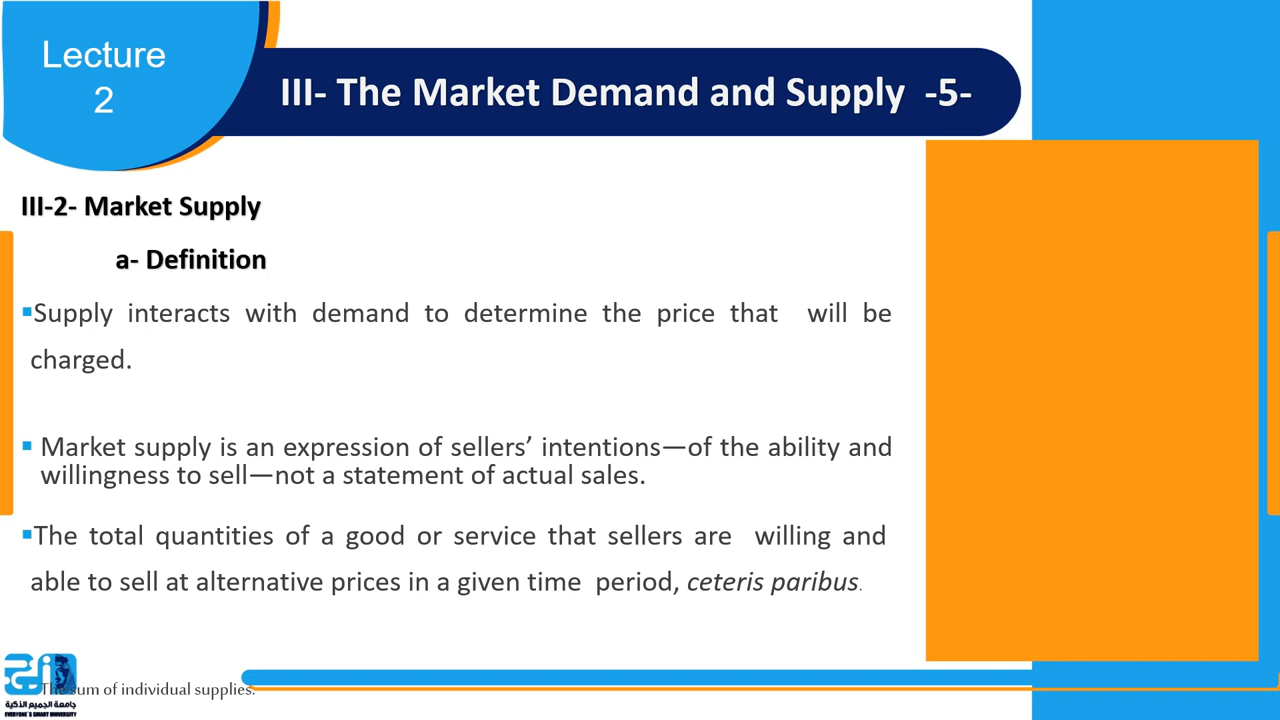 Lecture
2
III- The Market Demand and Supply -5-
III-2- Market Supply
a- Definition
▪Supply interacts with demand to determine the price that will be
charged.
▪ Market supply is an expression of sellers’ intentions—of the ability and
willingness to sell—not a statement of actual sales.
▪The total quantities of a good or service that sellers are willing and
able to sell at alternative prices in a given time period, ceteris paribus.
The sum of individual supplies.
جامعة الجميع الذكية
EVERYONE'S SMART UNIVERSITY